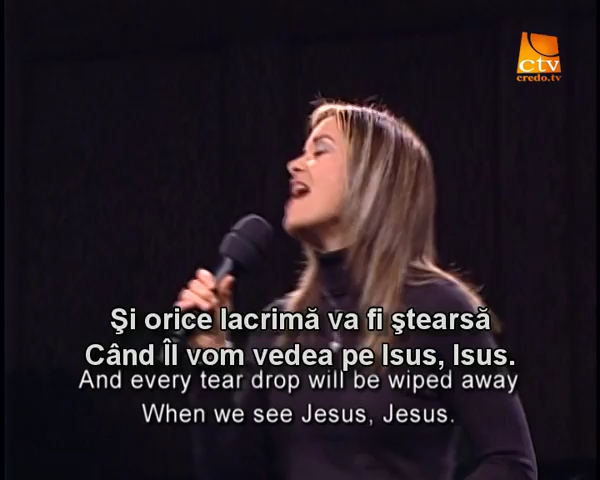 ctv
credo.tv
Şi orice lacrimă va fi ştearsă
Când Îl vom vedea pe Isus, Isus.
And every tear drop will be wiped away
When we see Jesus, Jesus.